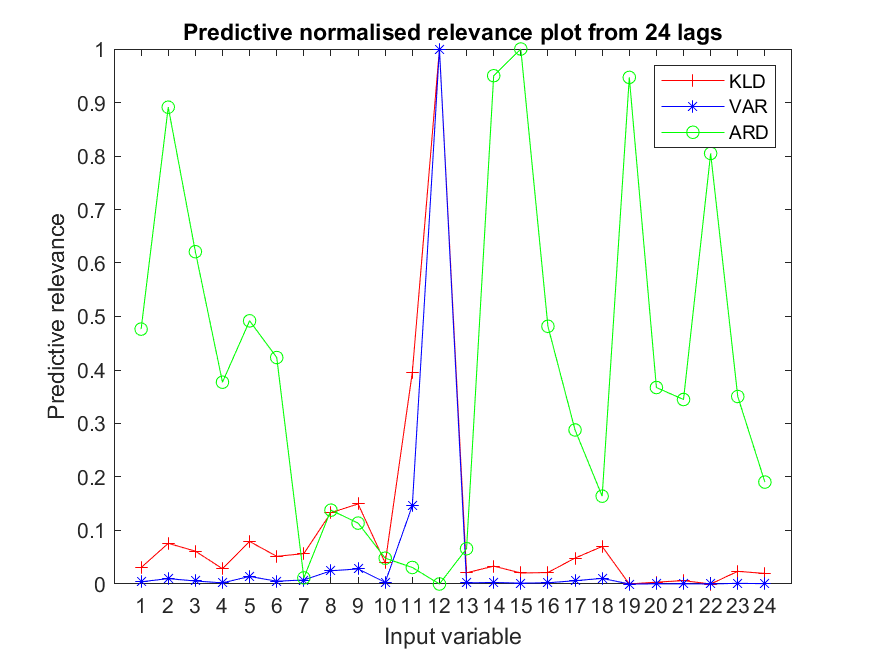 Predictive normalised relevance plot from 24 lags
KLD
VAR
ARD
Predictive relevance
1
0.9
0.8
0.7
0.6
0.5
0.4
0.3
0.2
0.1
0
1 2 3 4 5 6 7 8 9 10 11 12 13 14 15 16 17 18 19 20 21 22 23 24
Input variable